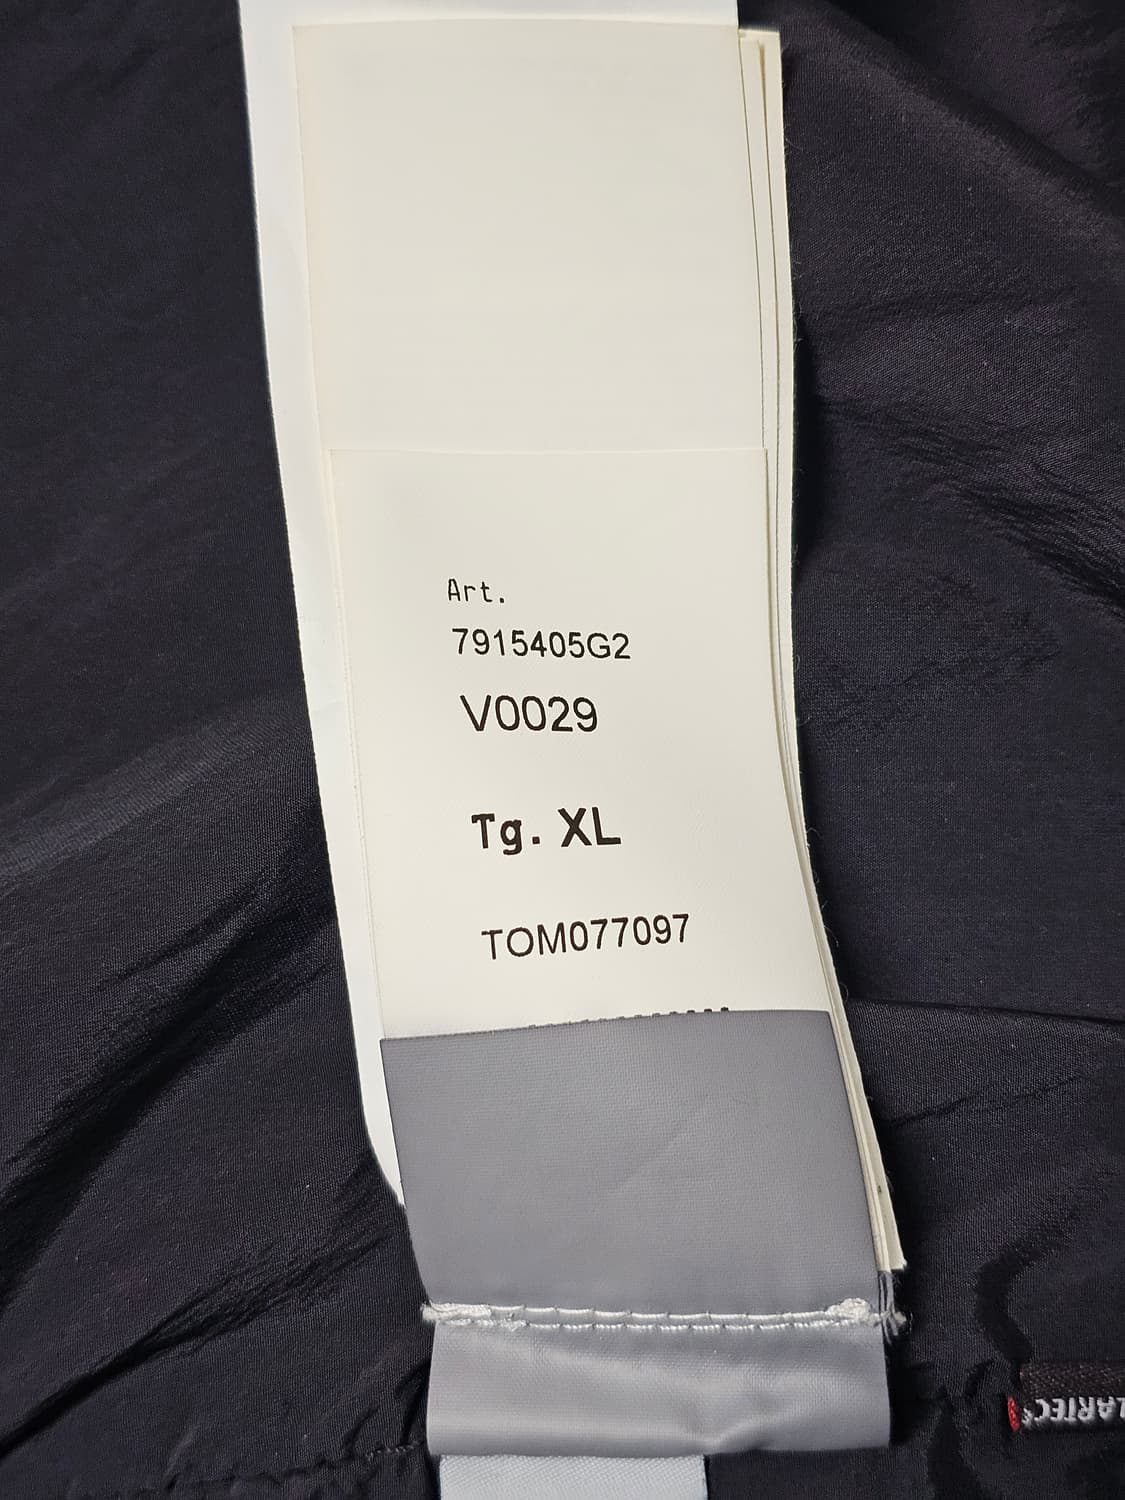 Art.
7915405G2
V0029
Tg. XL
TOM077097